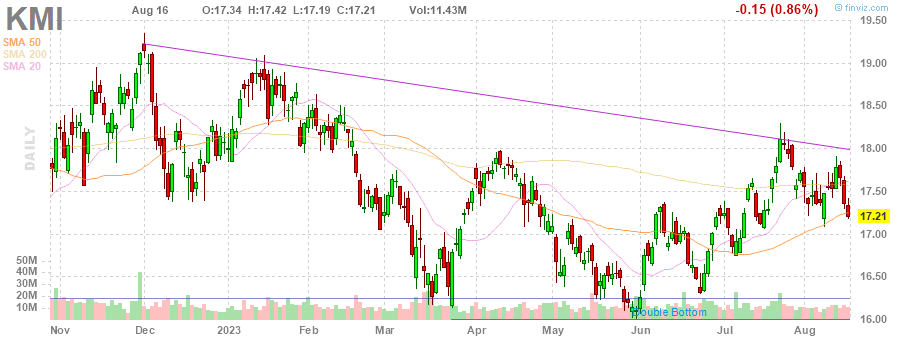 KMI
Aug 16 O:17.34 H:17.42 L:17.19 C:17.21 Vol:11.43M
-0.15 (0.86%)
© finviz.com
SMA 50
SMA 200
SMA 20
DAILY
19.50
19.00
18.50
18.00
17.50
17.21
17.00
16.50
16.00
50M
40M
30M
20M
10M
Double Bottom
Nov Dec 2023 Feb Mar Apr May Jun Jul Aug